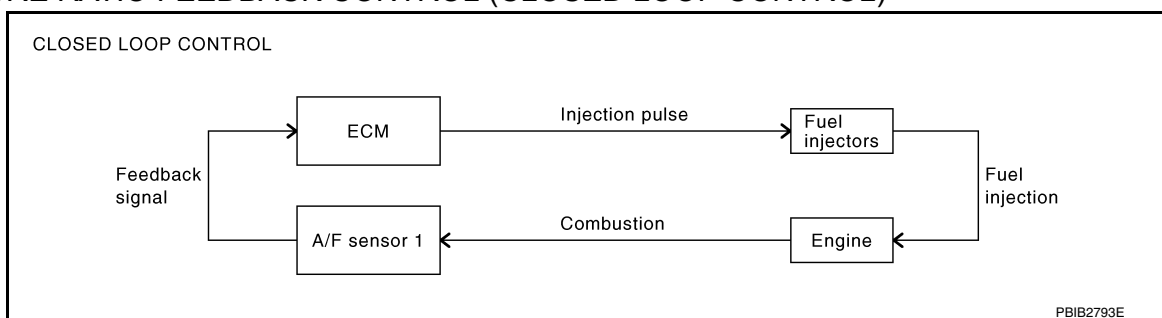 CLOSED LOOP CONTROL
ECM
Injection pulse
Fuel
injectors
Feedback
signal
Fuel
injection
A/F sensor 1
Combustion
Engine
PBIB2793E